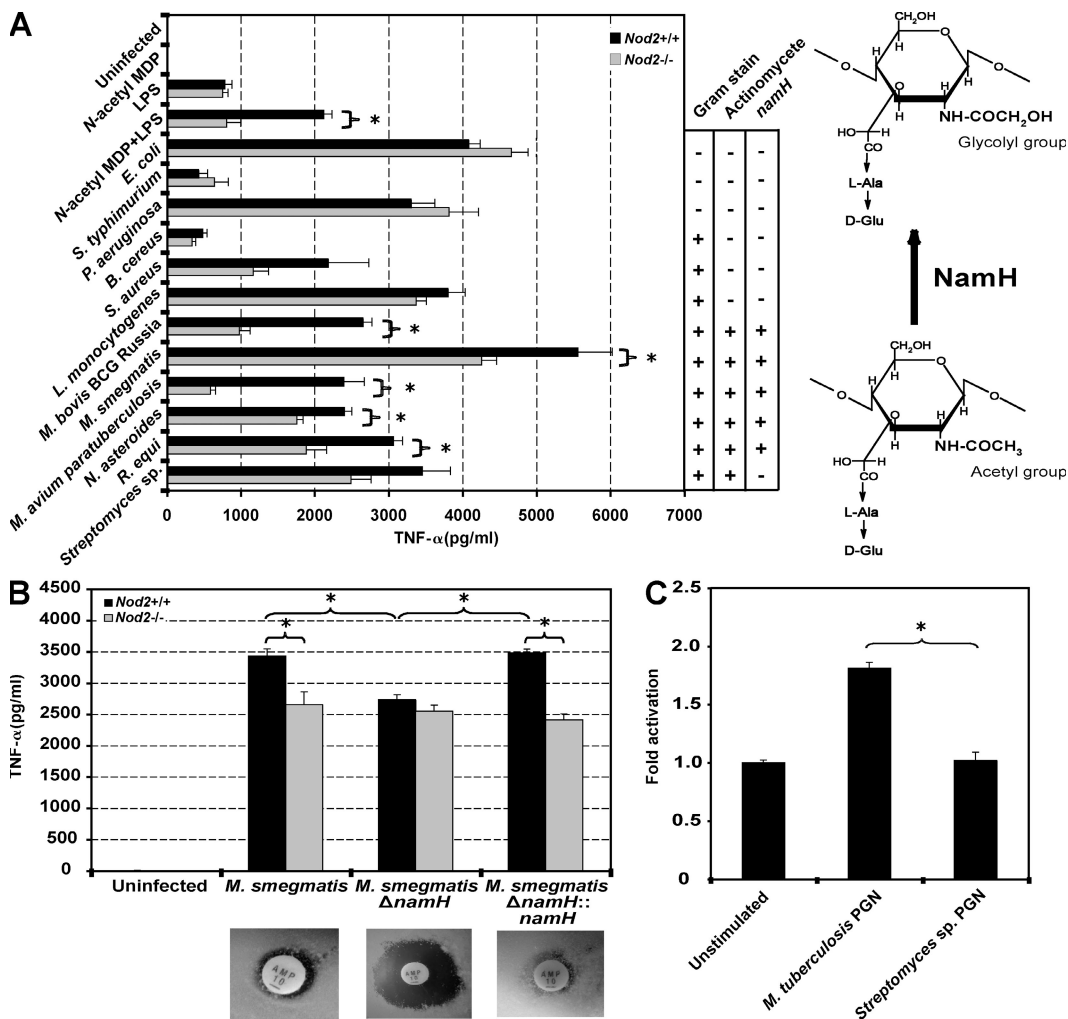 A
Nod2+/+
Nod2-/-
Uninfected
N-acetyl MDP
LPS
N-acetyl MDP+LPS
E. coli
S. typhimurium
P. aeruginosa
B. cereus
S. aureus
L. monocytogenes
M. bovis BCG Russia
M. smegmatis
M. avium paratuberculosis
N. asteroides
R. equi
Streptomyces sp.
*
*
*
*
*
*
0 1000 2000 3000 4000 5000 6000 7000
TNF-α(pg/ml)
Gram stain
Actinomycete
namH
- - -
- - -
- - -
+ - -
+ - -
+ - -
+ + +
+ + +
+ + +
+ + +
+ + +
+ + -
CH2OH
O
H
H
O
O
O
H
H
H
NH-COCH2OH
HO
H
CO
Glycolyl group
L-Ala
D-Glu
NamH
CH2OH
O
H
H
O
O
O
H
H
H
NH-COCH3
HO
H
CO
Acetyl group
L-Ala
D-Glu
B
Nod2+/+
Nod2-/-
TNF-α(pg/ml)
4500
4000
3500
3000
2500
2000
1500
1000
500
0
* *
* *
Uninfected
M. smegmatis
M. smegmatis
ΔnamH
M. smegmatis
ΔnamH::
namH
AMP
10
AMP
10
AMP
10
C
Fold activation
2.5
2.0
1.5
1.0
0.5
0
*
Unstimulated
M. tuberculosis PGN
Streptomyces sp. PGN